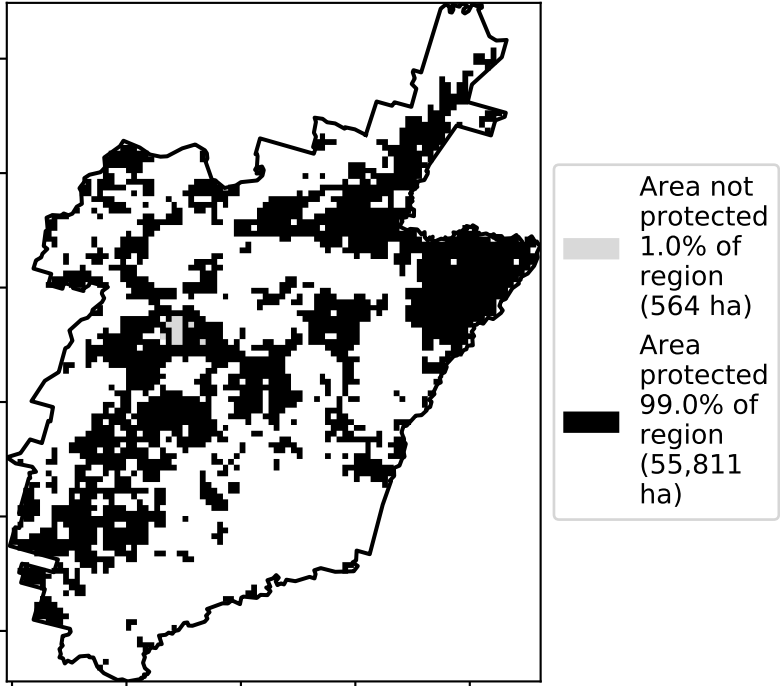 Area not
protected
1.0% of
region
(564 ha)
Area
protected
99.0% of
region
(55,811
ha)